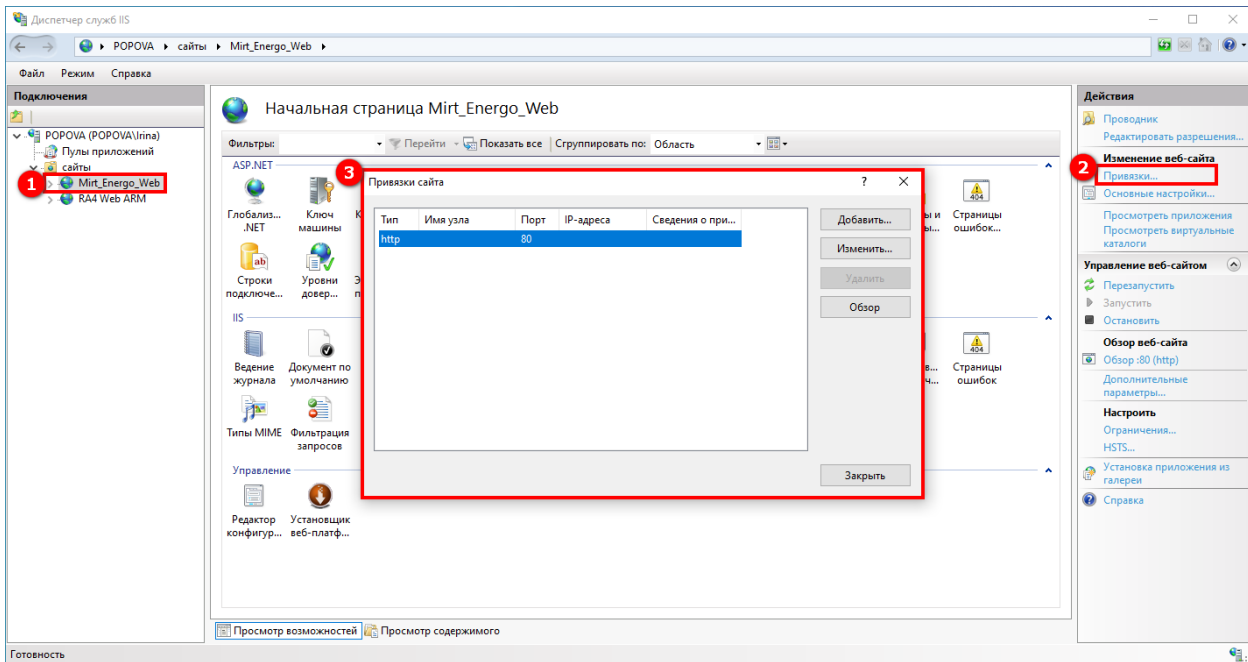 Диспетчер служб IIS
POPOVA сайты Mirt_Energo_Web
Файл Режим Справка
Подключения
POPOVA (POPOVA\Irina)
Пулы приложений
сайты
1 Mirt_Energo_Web
RA4 Web ARM
Начальная страница Mirt_Energo_Web
Фильтры: Перейти Показать все Сгруппировать по: Область
ASP.NET
Глобализ...
.NET
Ключ
машины
Строки
подключе...
Уровни
довер...
404
Страницы
ошибок...
IIS
Ведение
журнала
Документ по
умолчанию
404
Страницы
ошибок
Типы MIME
Фильтрация
запросов
Управление
Редактор
конфигур...
Установщик
веб-платф...
3
Привязки сайта
Тип Имя узла Порт IP-адреса Сведения о при...
http 80
Добавить...
Изменить...
Удалить
Обзор
Закрыть
Просмотр возможностей Просмотр содержимого
Действия
Проводник
Редактировать разрешения...
Изменение веб-сайта
2 Привязки...
Основные настройки...
Просмотреть приложения
Просмотреть виртуальные
каталоги
Управление веб-сайтом
Перезапустить
Запустить
Остановить
Обзор веб-сайта
Обзор :80 (http)
Дополнительные
параметры...
Настроить
Ограничения...
HSTS...
Установка приложения из
галереи
Справка
Готовность